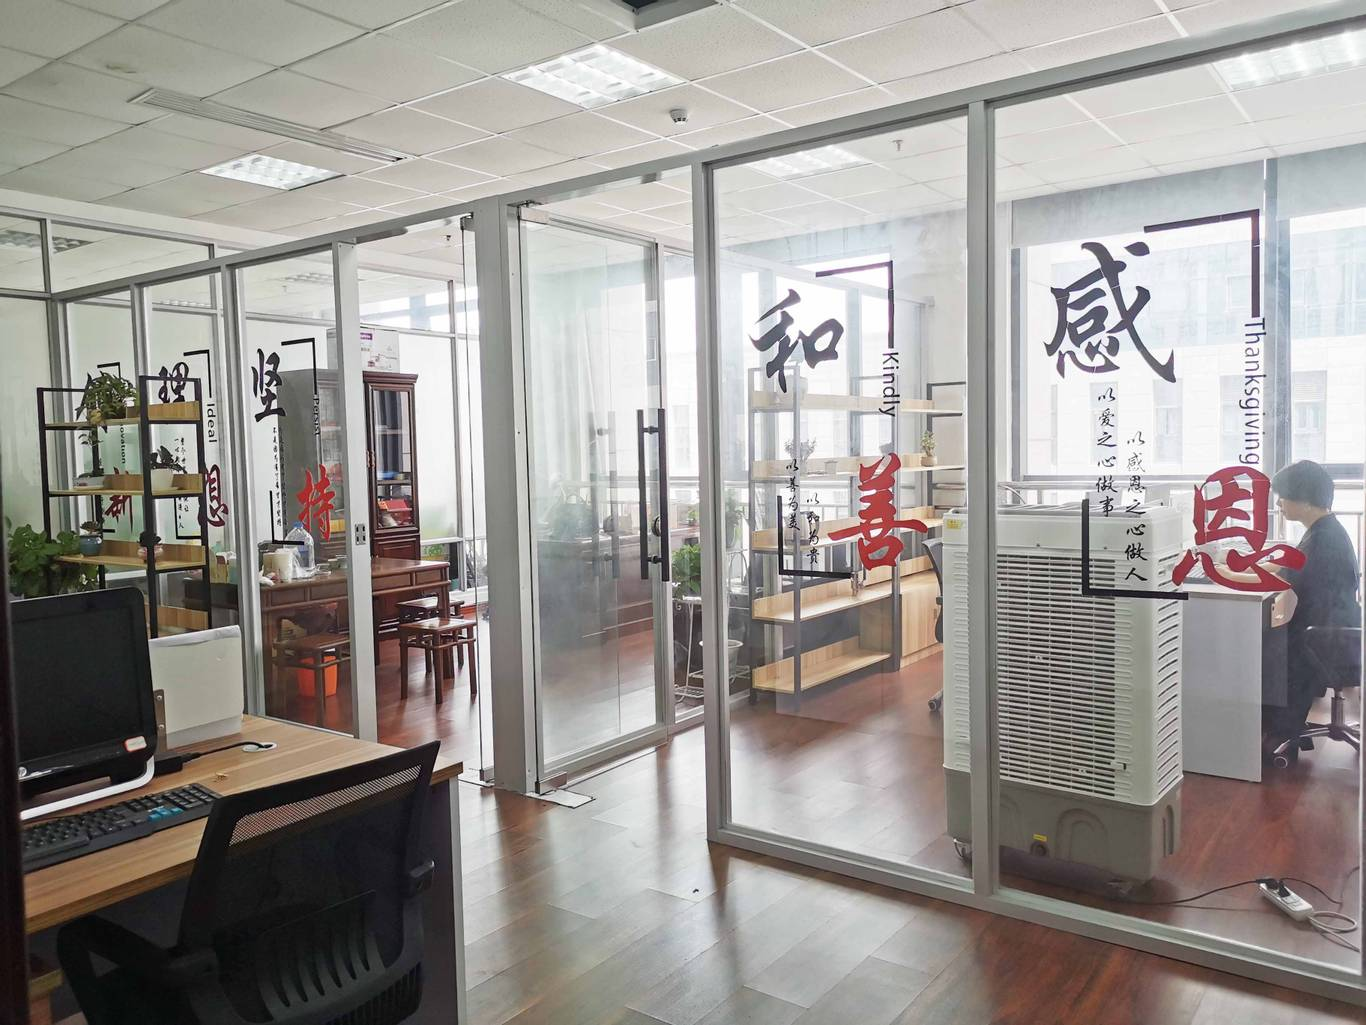 新
理
Ideal
想
坚
持
和
Kindly
善
以和为贵
以善为美
感
Thanksgiving
恩
以感恩之心做人
以爱之心做事